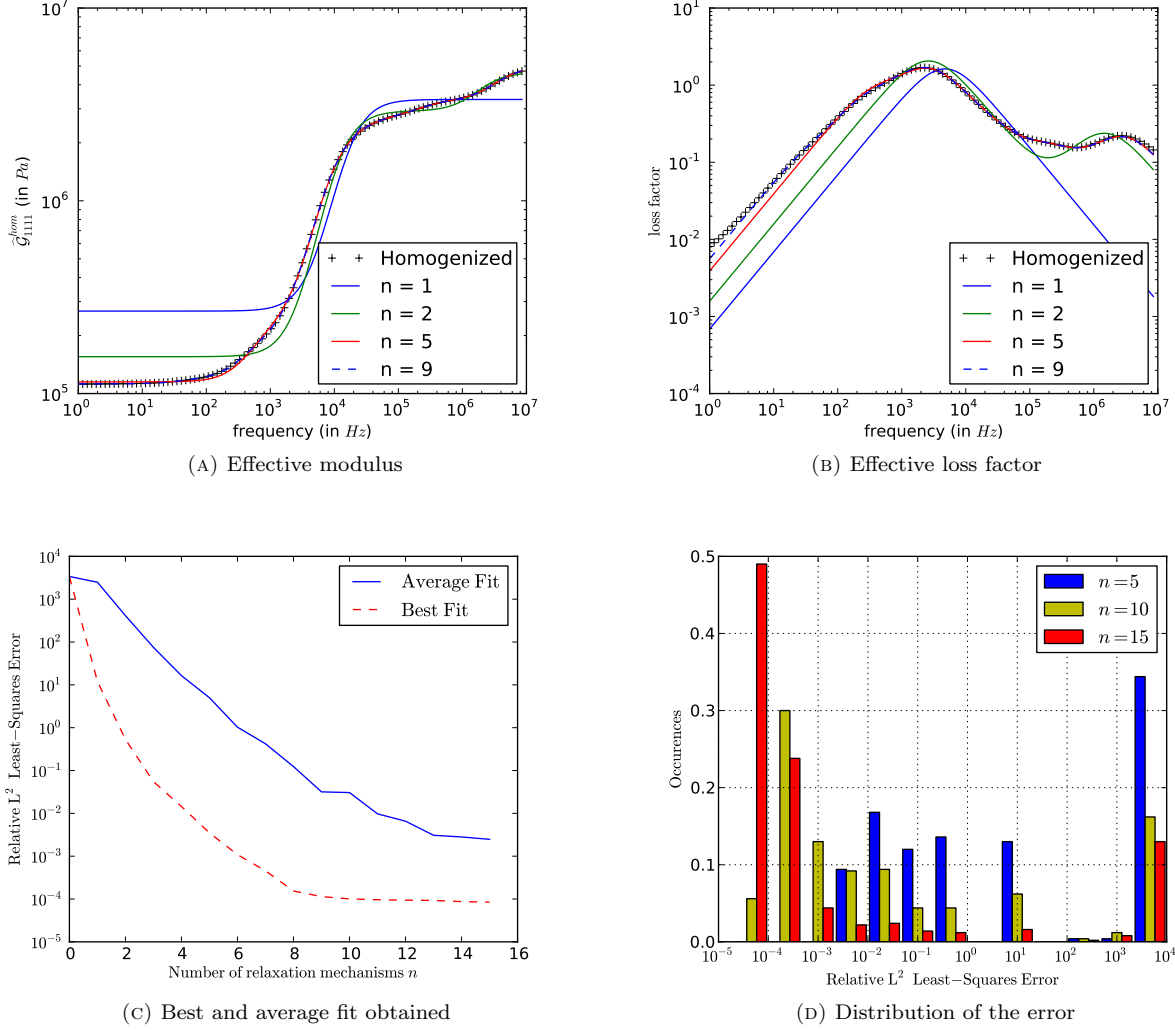 10^7
10^6
10^5
\widetilde{\mathcal{G}}^{hom}_{1111} (in Pa)
+ + Homogenized
n = 1
n = 2
n = 5
n = 9
10^0 10^1 10^2 10^3 10^4 10^5 10^6 10^7
frequency (in Hz)
(A) Effective modulus
10^1
10^0
10^-1
10^-2
10^-3
10^-4
loss factor
+ + Homogenized
n = 1
n = 2
n = 5
n = 9
10^0 10^1 10^2 10^3 10^4 10^5 10^6 10^7
frequency (in Hz)
(B) Effective loss factor
10^4
10^3
10^2
10^1
10^0
10^-1
10^-2
10^-3
10^-4
10^-5
Relative L^2 Least-Squares Error
Average Fit
Best Fit
0 2 4 6 8 10 12 14 16
Number of relaxation mechanisms n
(C) Best and average fit obtained
0.5
0.4
0.3
0.2
0.1
0.0
Occurences
n=5
n=10
n=15
10^-5 10^-4 10^-3 10^-2 10^-1 10^0 10^1 10^2 10^3 10^4
Relative L^2 Least-Squares Error
(D) Distribution of the error